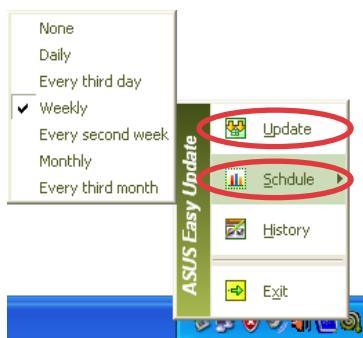 None
Daily
Every third day
Weekly
Every second week
Monthly
Every third month
ASUS Easy Update
Update
Schdule
History
Exit